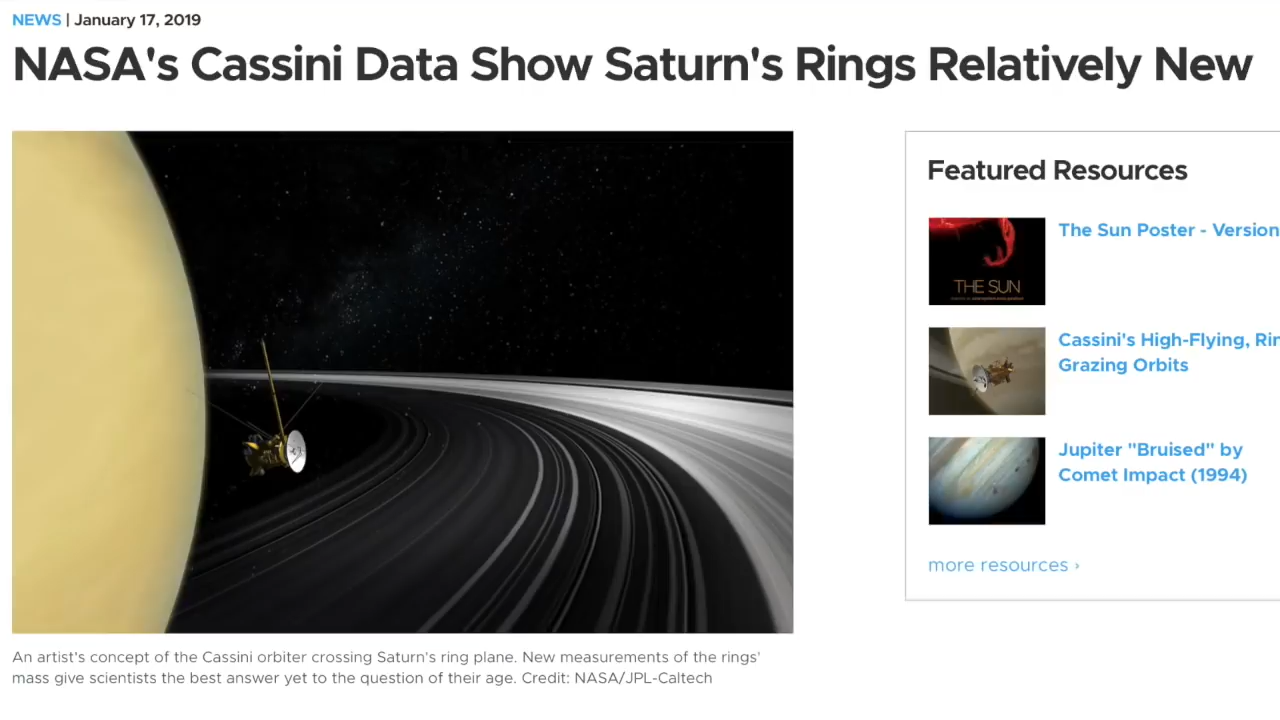 NEWS | January 17, 2019
NASA's Cassini Data Show Saturn's Rings Relatively New
Featured Resources
The Sun Poster - Version
THE SUN
Cassini's High-Flying,
Grazing Orbits
Jupiter "Bruised" by
Comet Impact (1994)
more resources ›
An artist's concept of the Cassini orbiter crossing Saturn's ring plane. New measurements of the rings'
mass give scientists the best answer yet to the question of their age. Credit: NASA/JPL-Caltech